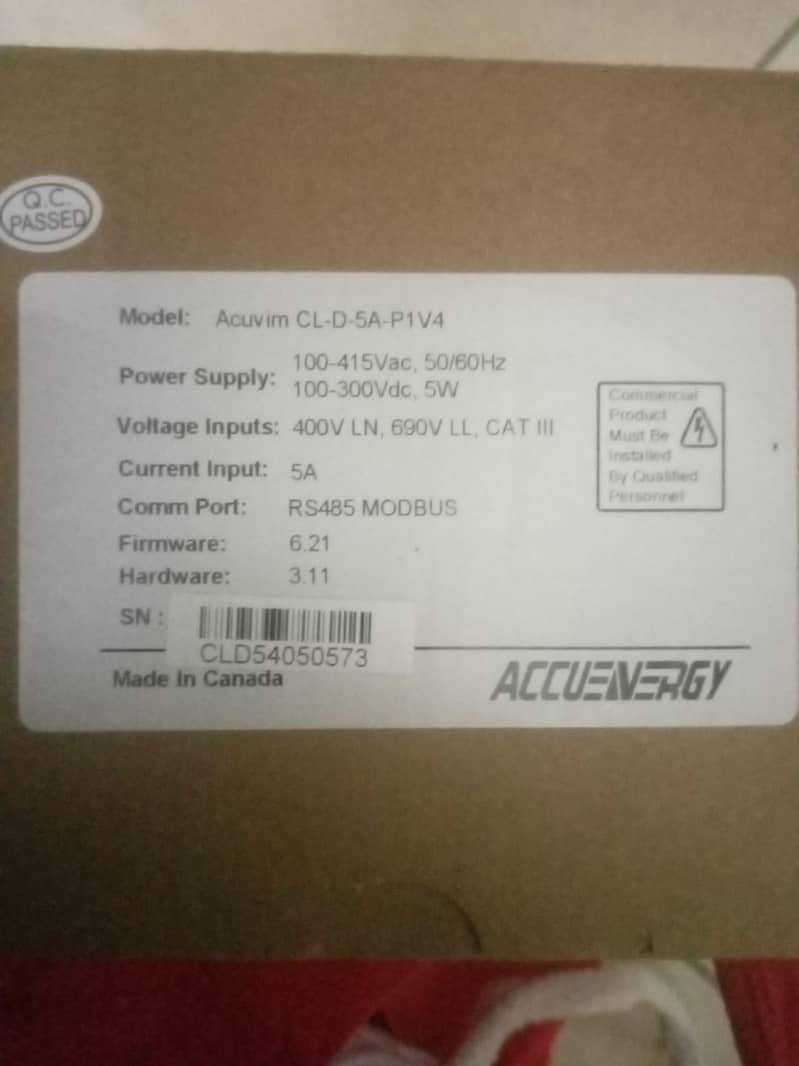 Q.C.
PASSED
Model: Acuvim CL-D-5A-P1V4
Power Supply: 100-415Vac, 50/60Hz
100-300Vdc, 5W
Voltage Inputs: 400V LN, 690V LL, CAT III
Current Input: 5A
Comm Port: RS485 MODBUS
Firmware: 6.21
Hardware: 3.11
SN :
CLD54050573
Made In Canada
Commercial
Product
Must Be
Installed
By Qualified
Personnel
ACCUENERGY